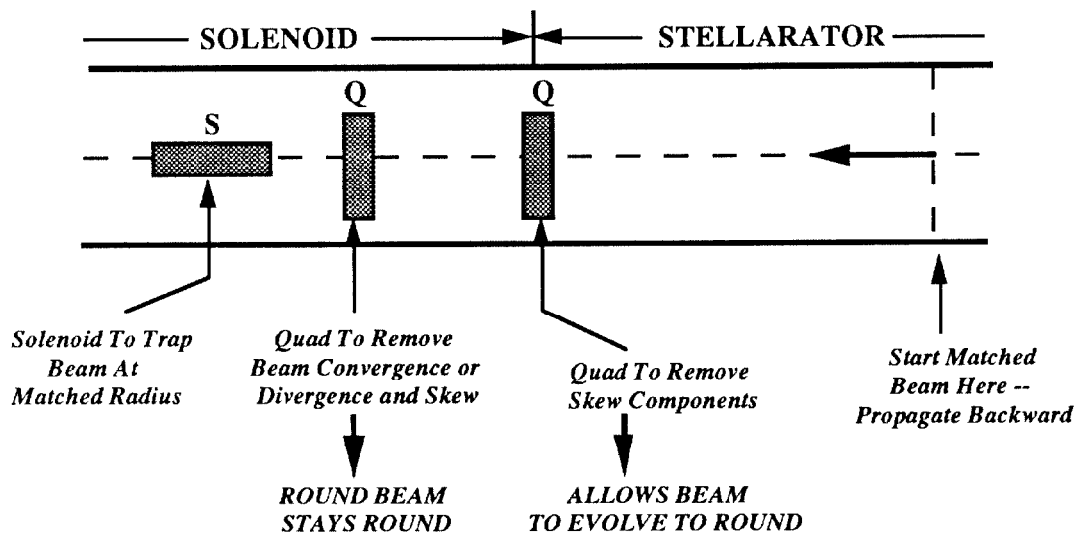 SOLENOID
STELLARATOR
Q
Q
S
Solenoid To Trap
Beam At
Matched Radius
Quad To Remove
Beam Convergence or
Divergence and Skew
Quad To Remove
Skew Components
Start Matched
Beam Here --
Propagate Backward
ROUND BEAM
STAYS ROUND
ALLOWS BEAM
TO EVOLVE TO ROUND